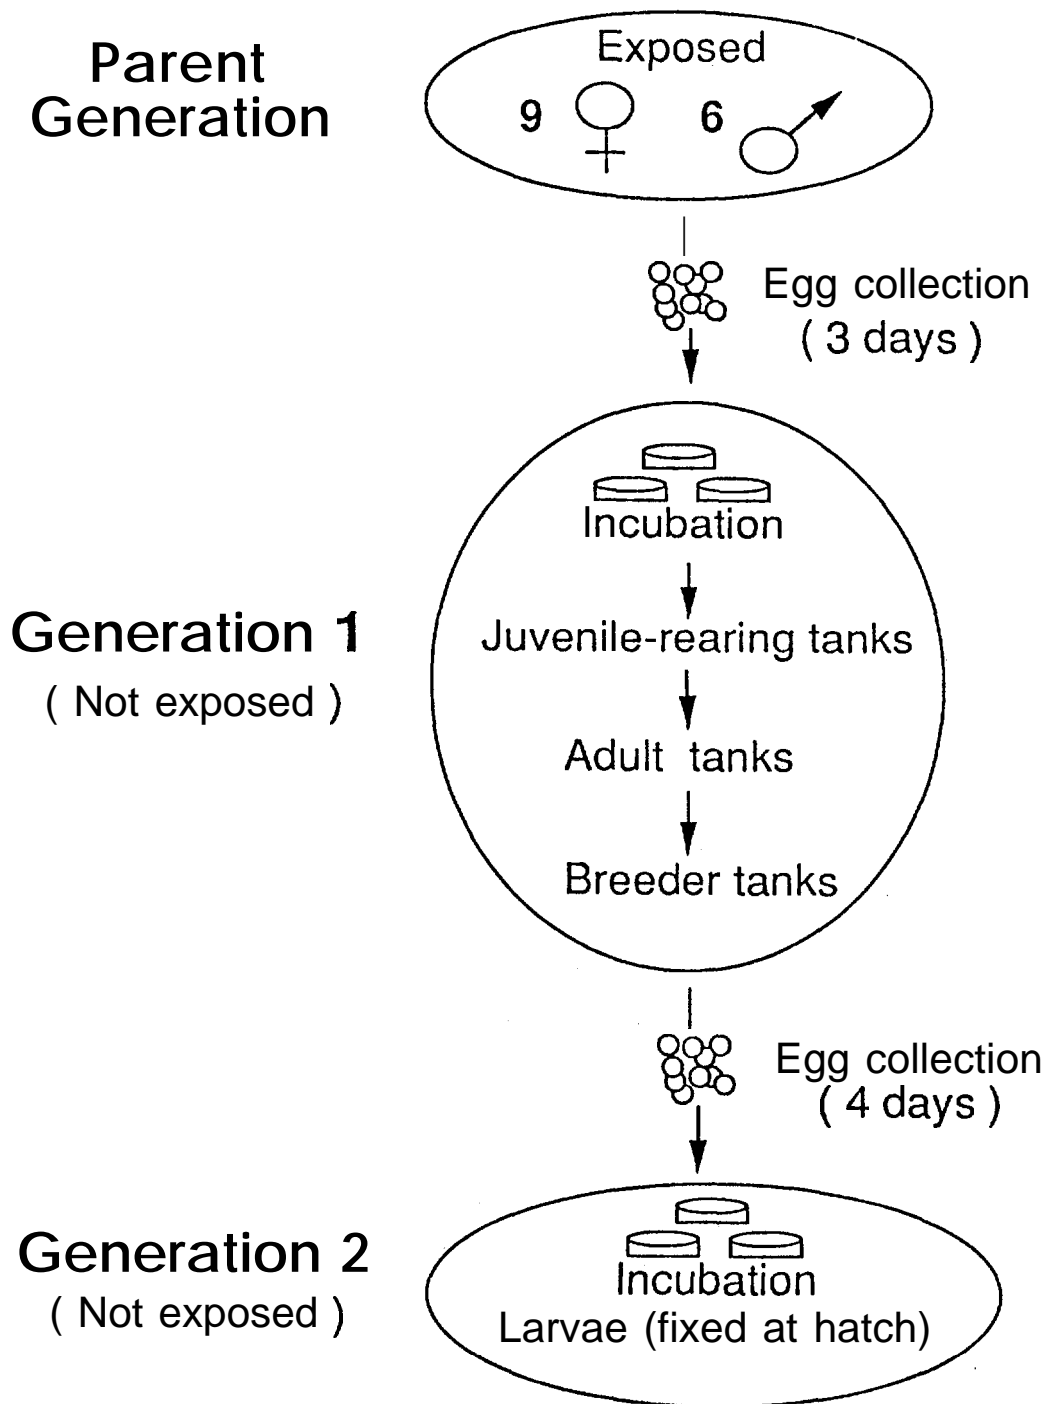 Parent
Generation
Exposed
9 6
Egg collection
( 3 days )
Incubation
Generation 1
( Not exposed )
Juvenile-rearing tanks
Adult tanks
Breeder tanks
Egg collection
( 4 days )
Generation 2
( Not exposed )
Incubation
Larvae (fixed at hatch)